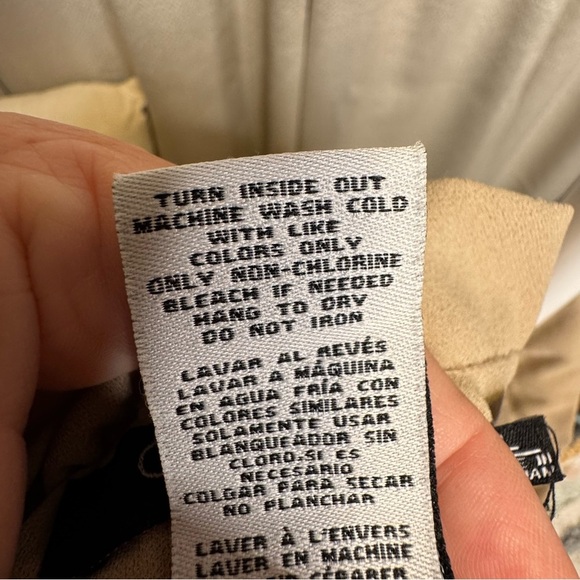 TURN INSIDE OUT
MACHINE WASH COLD
WITH LIKE
COLORS ONLY
ONLY NON-CHLORINE
BLEACH IF NEEDED
HANG TO DRY
DO NOT IRON
LAVAR AL REVÉS
LAVAR A MÁQUINA
EN AGUA FRÍA CON
COLORES SIMILARES
SOLAMENTE USAR
BLANQUEADOR SIN
CLORO-SI ES
NECESARIO
COLGAR PARA SECAR
NO PLANCHAR
LAVER À L'ENVERS
LAVER EN MACHINE